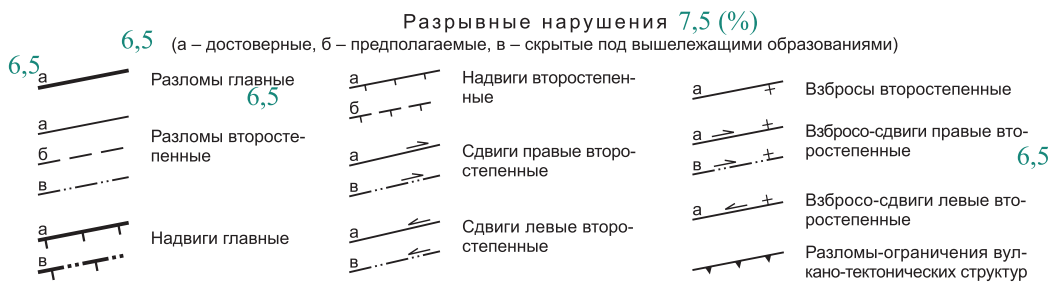 Разрывные нарушения 7,5 (%)
6,5 (а – достоверные, б – предполагаемые, в – скрытые под вышележащими образованиями)
6,5
а Разломы главные
6,5
а
б
в
Разломы второсте-
пенные
а
в
Надвиги главные
а
б
Надвиги второстепен-
ные
а
в
Сдвиги правые второ-
степенные
а
в
Сдвиги левые второ-
степенные
а Взбросы второстепенные
а
в
Взбросо-сдвиги правые вто-
ростепенные
6,5
а
Взбросо-сдвиги левые вто-
ростепенные
Разломы-ограничения вул-
кано-тектонических структур